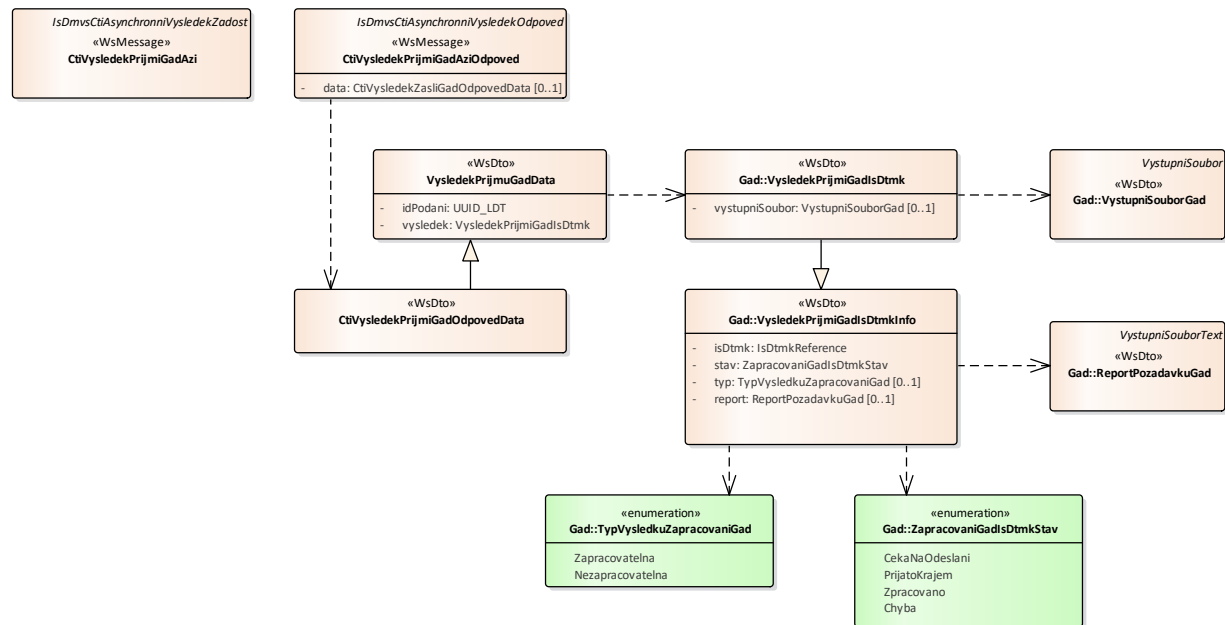 IsDmvsCtiAsynchronniVysledekZadost
«WsMessage»
CtiVysledekPrijmiGadAzi
IsDmvsCtiAsynchronniVysledekOdpoved
«WsMessage»
CtiVysledekPrijmiGadAziOdpoved
- data: CtiVysledekZasliGadOdpovedData [0..1]
«WsDto»
VysledekPrijmuGadData
- idPodani: UUID_LDT
- vysledek: VysledekPrijmiGadIsDtmk
«WsDto»
Gad::VysledekPrijmiGadIsDtmk
- vystupniSoubor: VystupniSouborGad [0..1]
VystupniSoubor
«WsDto»
Gad::VystupniSouborGad
«WsDto»
CtiVysledekPrijmiGadOdpovedData
«WsDto»
Gad::VysledekPrijmiGadIsDtmkInfo
- isDtmk: IsDtmkReference
- stav: ZapracovaniGadIsDtmkStav
- typ: TypVysledkuZapracovaniGad [0..1]
- report: ReportPozadavkuGad [0..1]
VystupniSouborText
«WsDto»
Gad::ReportPozadavkuGad
«enumeration»
Gad::TypVysledkuZapracovaniGad
Zapracovatelna
Nezapracovatelna
«enumeration»
Gad::ZapracovaniGadIsDtmkStav
CekaNaOdeslani
PrijatoKrajem
Zpracovano
Chyba